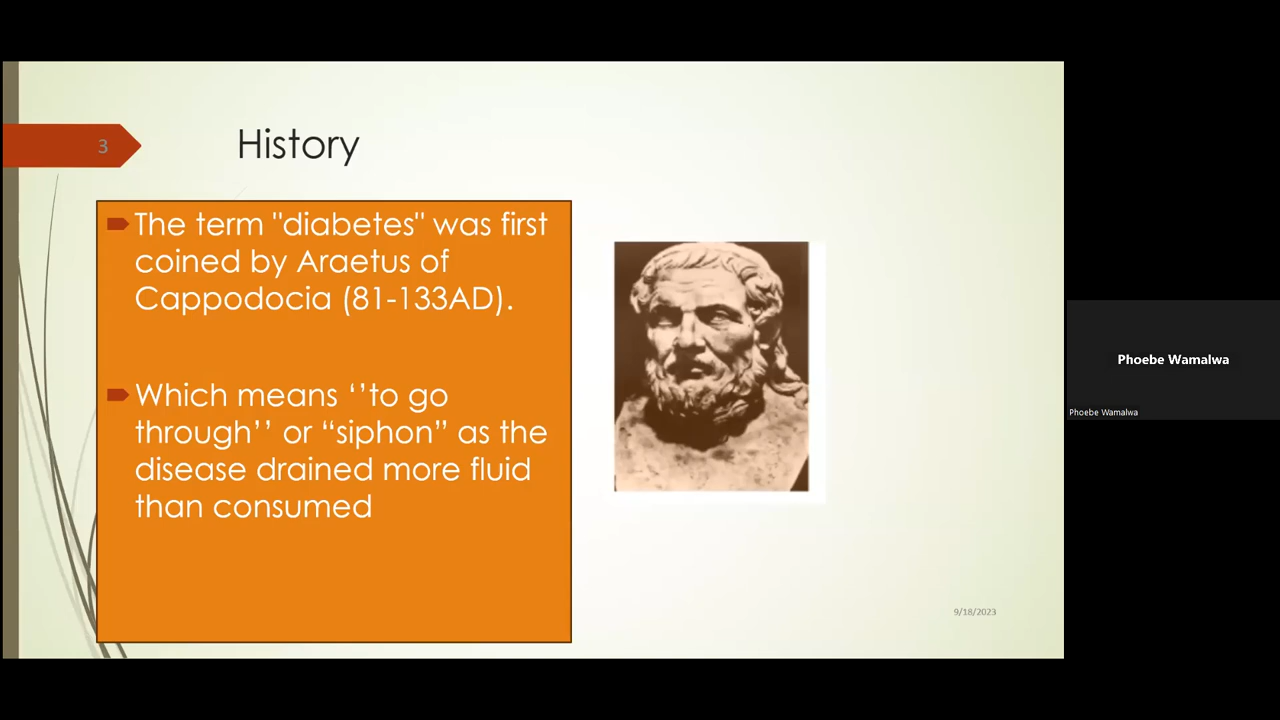 3
History
The term "diabetes" was first
coined by Araetus of
Cappodocia (81-133AD).
Which means ‘’to go
through’’ or “siphon” as the
disease drained more fluid
than consumed
9/18/2023
Phoebe Wamalwa
Phoebe Wamalwa